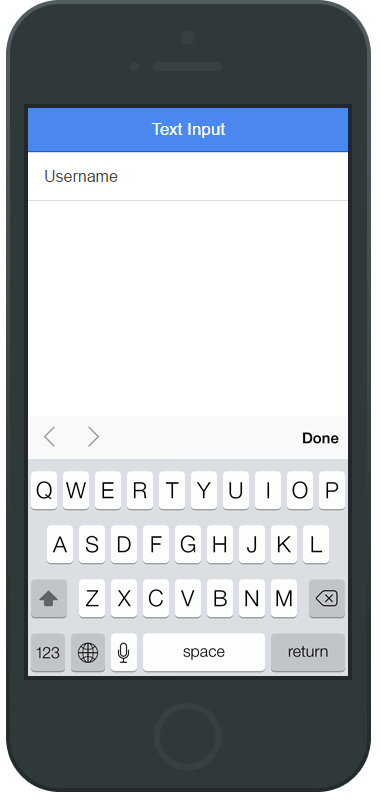 Text Input
Username
Done
Q W E R T Y U I O P
A S D F G H J K L
Z X C V B N M
123 space return